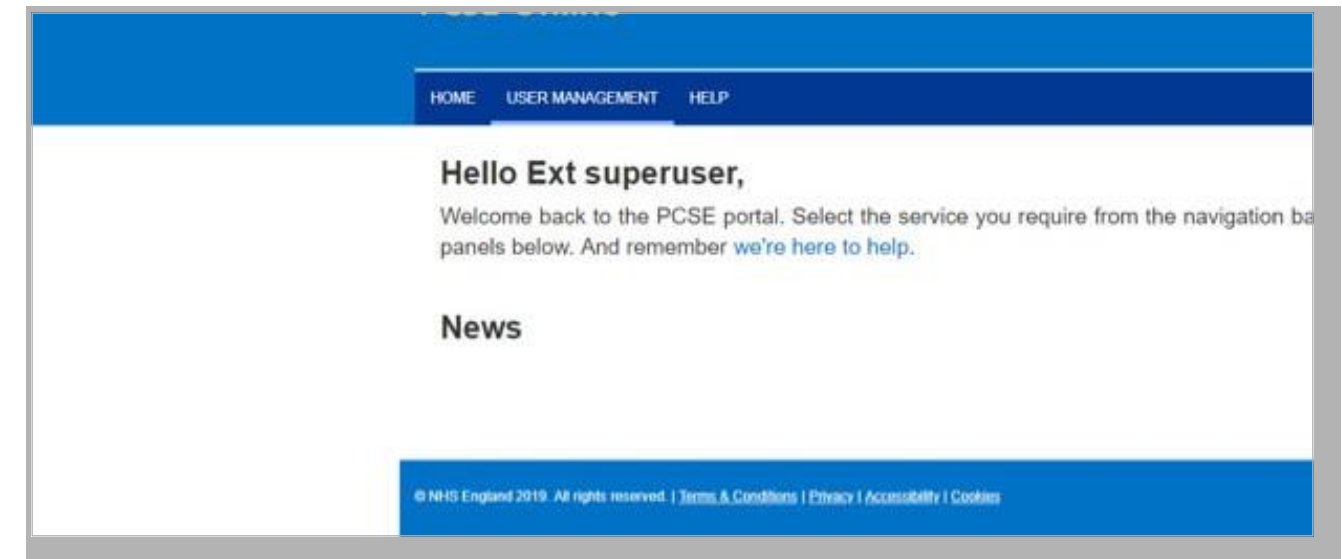 PCSE Online
HOME USER MANAGEMENT HELP
Hello Ext superuser,
Welcome back to the PCSE portal. Select the service you require from the navigation ba
panels below. And remember we're here to help.
News
© NHS England 2019. All rights reserved. | Terms & Conditions | Privacy | Accessibility | Cookies